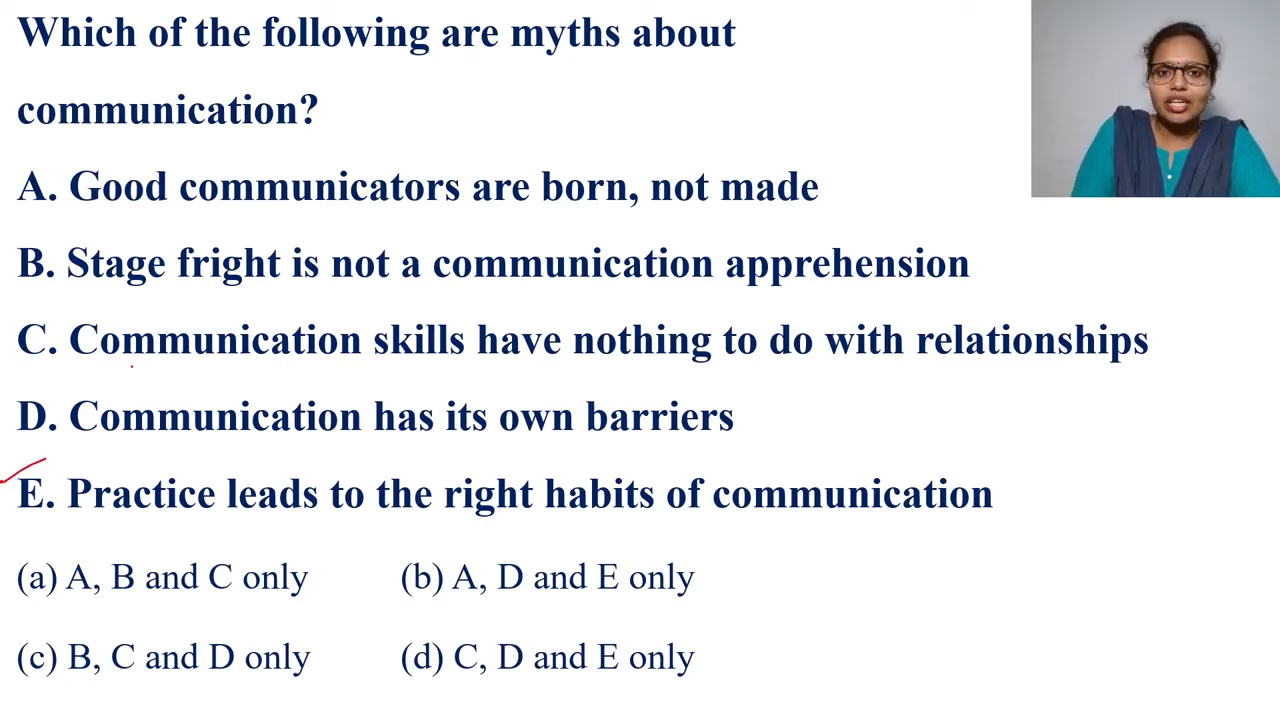 Which of the following are myths about
communication?
A. Good communicators are born, not made
B. Stage fright is not a communication apprehension
C. Communication skills have nothing to do with relationships
D. Communication has its own barriers
E. Practice leads to the right habits of communication
(a) A, B and C only (b) A, D and E only
(c) B, C and D only (d) C, D and E only